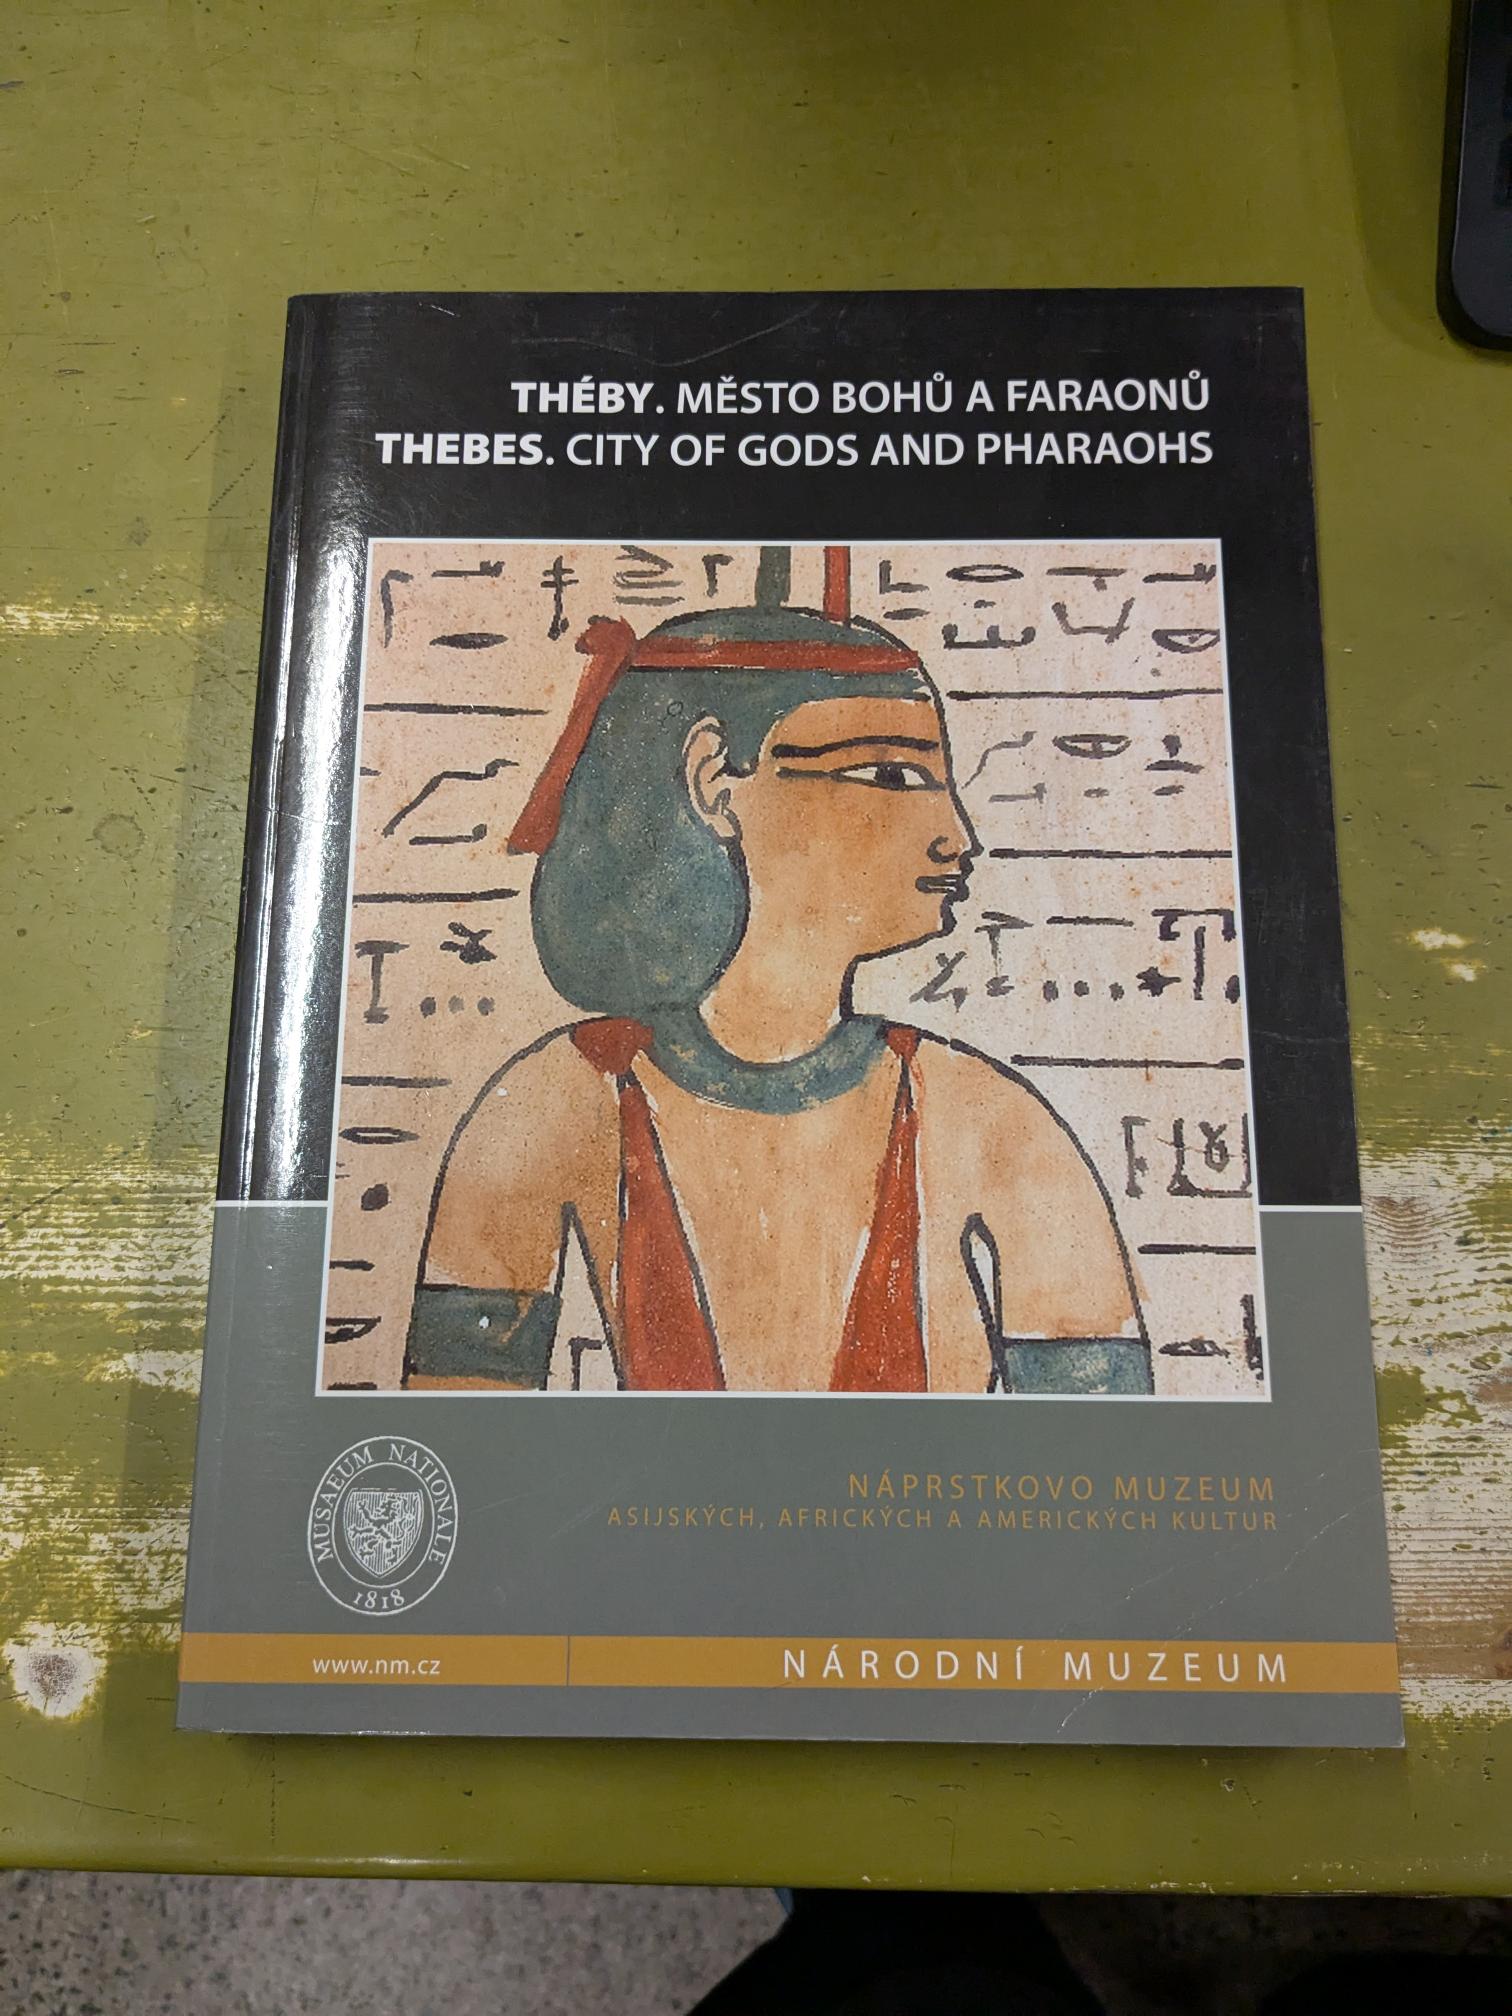 THÉBY. MĚSTO BOHŮ A FARAONŮ
THEBES. CITY OF GODS AND PHARAOHS
MUSAEUM NATIONALE
1818
NÁPRSTKOVO MUZEUM
ASIJSKÝCH, AFRICKÝCH A AMERICKÝCH KULTUR
www.nm.cz
NÁRODNÍ MUZEUM